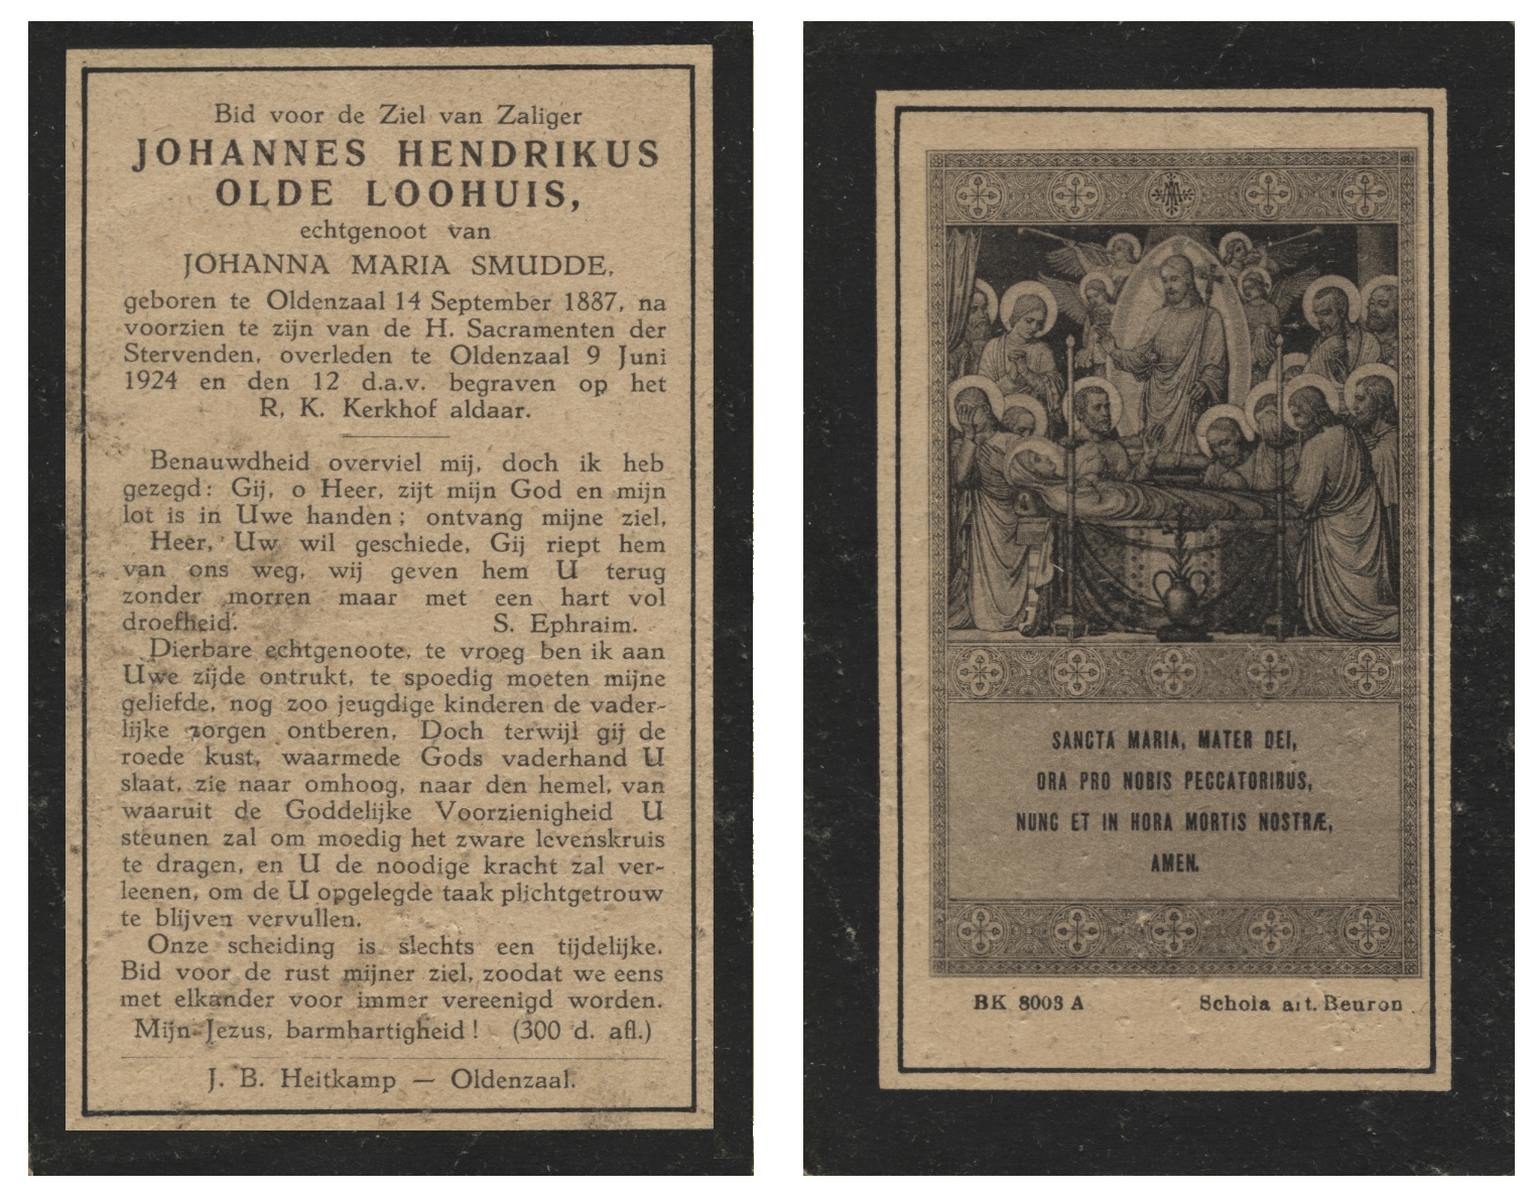 Bid voor de Ziel van Zaliger
JOHANNES HENDRIKUS
OLDE LOOHUIS,
echtgenoot van
JOHANNA MARIA SMUDDE,
geboren te Oldenzaal 14 September 1887, na
voorzien te zijn van de H. Sacramenten der
Stervenden, overleden te Oldenzaal 9 Juni
1924 en den 12 d.a.v. begraven op het
R. K. Kerkhof aldaar.
Benauwdheid overviel mij, doch ik heb
gezegd: Gij, o Heer, zijt mijn God en mijn
lot is in Uwe handen; ontvang mijne ziel,
Heer, Uw wil geschiede, Gij riept hem
van ons weg, wij geven hem U terug
zonder morren maar met een hart vol
droefheid. S. Ephraim.
Dierbare echtgenoote, te vroeg ben ik aan
Uwe zijde ontrukt, te spoedig moeten mijne
geliefde, nog zoo jeugdige kinderen de vader-
lijke zorgen ontberen, Doch terwijl gij de
roede kust, waarmede Gods vaderhand U
slaat, zie naar omhoog, naar den hemel, van
waaruit de Goddelijke Voorzienigheid U
steunen zal om moedig het zware levenskruis
te dragen, en U de noodige kracht zal ver-
leenen, om de U opgelegde taak plichtgetrouw
te blijven vervullen.
Onze scheiding is slechts een tijdelijke.
Bid voor de rust mijner ziel, zoodat we eens
met elkander voor immer vereenigd worden.
Mijn Jezus, barmhartigheid! (300 d. afl.)
J. B. Heitkamp — Oldenzaal.
SANCTA MARIA, MATER DEI,
ORA PRO NOBIS PECCATORIBUS,
NUNC ET IN HORA MORTIS NOSTRÆ,
AMEN.
BK 8003 A Schola art. Beuron